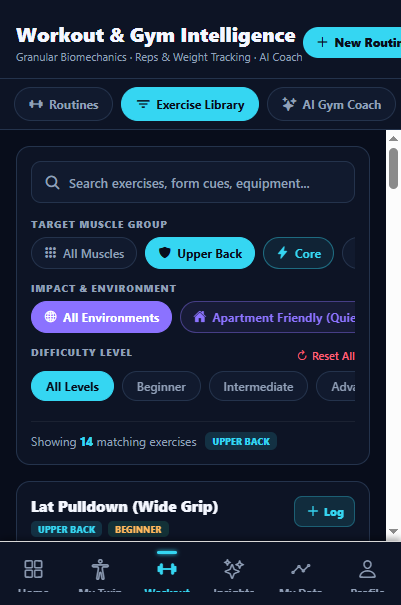 Workout & Gym Intelligence
Granular Biomechanics · Reps & Weight Tracking · AI Coach
+ New Routin
Routines
Exercise Library
AI Gym Coach
Search exercises, form cues, equipment...
TARGET MUSCLE GROUP
All Muscles
Upper Back
Core
IMPACT & ENVIRONMENT
All Environments
Apartment Friendly (Quie
DIFFICULTY LEVEL
Reset All
All Levels
Beginner
Intermediate
Adva
Showing 14 matching exercises
UPPER BACK
Lat Pulldown (Wide Grip)
+ Log
UPPER BACK
BEGINNER
Home
My Twin
Workout
Insights
My Data
Profile